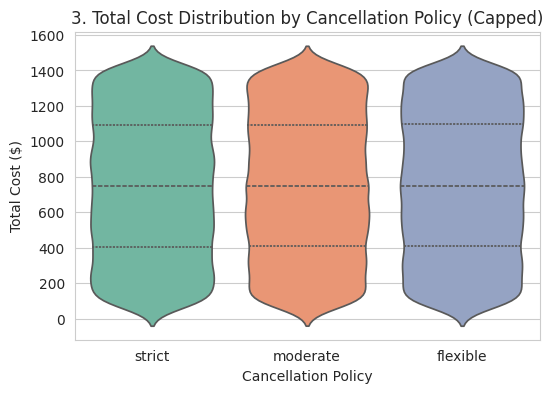 3. Total Cost Distribution by Cancellation Policy (Capped)
1600
1400
1200
1000
800
600
400
200
0
Total Cost ($)
strict
moderate
flexible
Cancellation Policy